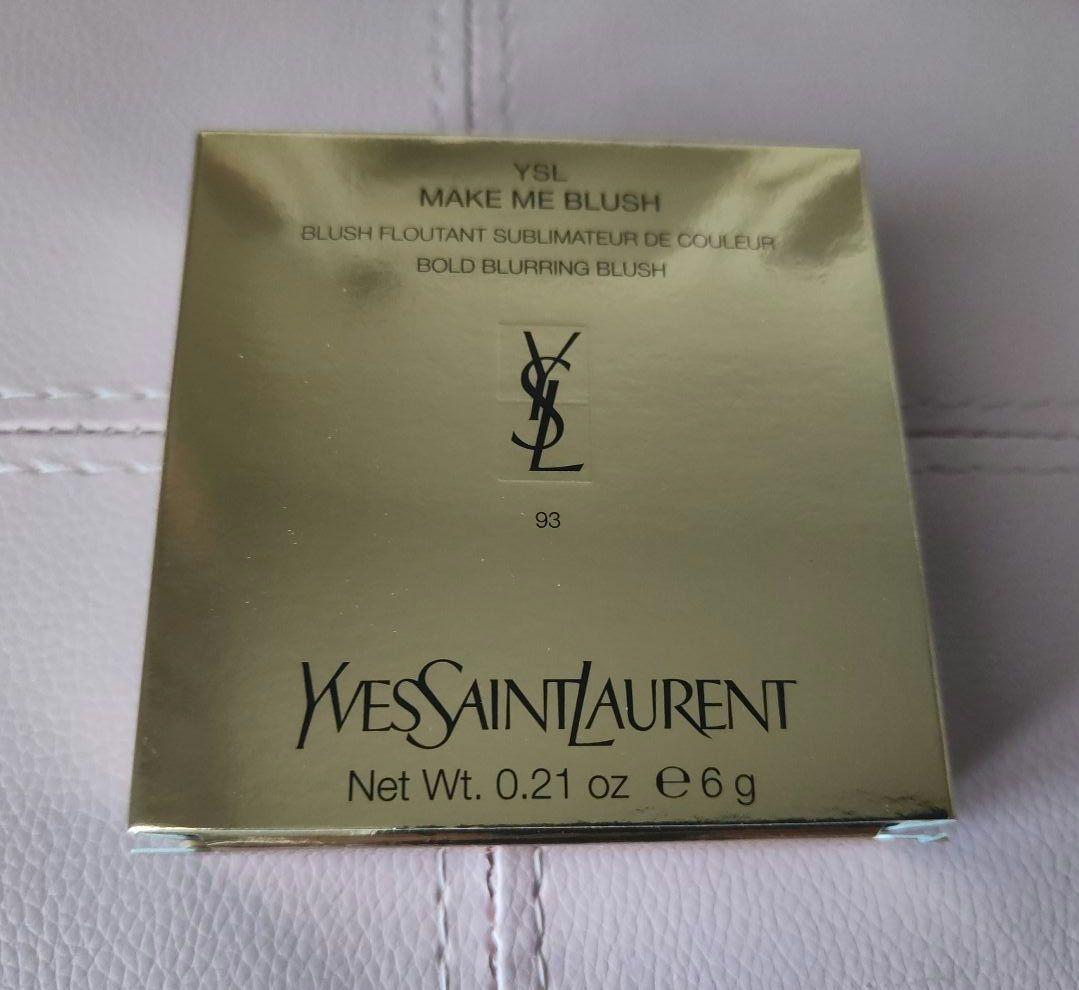 YSL
MAKE ME BLUSH
BLUSH FLOUTANT SUBLIMATEUR DE COULEUR
BOLD BLURRING BLUSH
YSL
93
YVESSAINTLAURENT
Net Wt. 0.21 oz ℮ 6 g